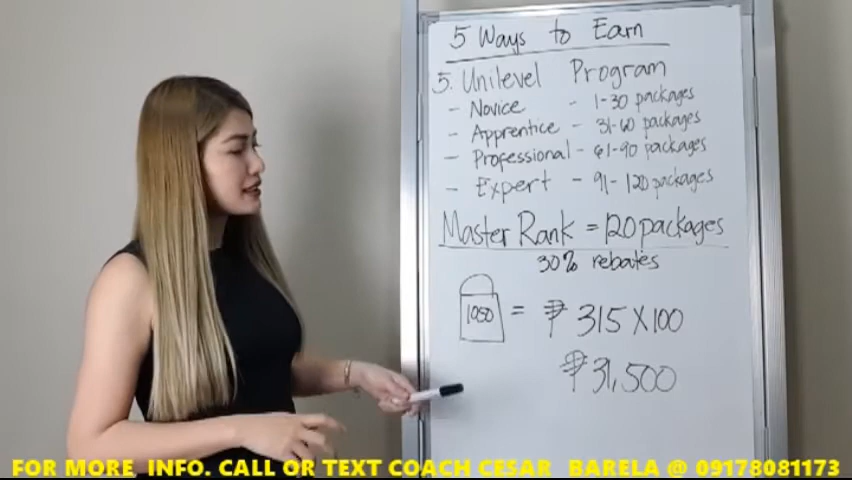 5 Ways to Earn
5. Unilevel Program
- Novice - 1-30 packages
- Apprentice - 31-60 packages
- Professional - 61-90 packages
- Expert - 91-120 packages
Master Rank = 120 packages
30% rebates
1050 = ₱ 315 X 100
₱ 31,500
FOR MORE INFO. CALL OR TEXT COACH CESAR BARELA @ 09178081173